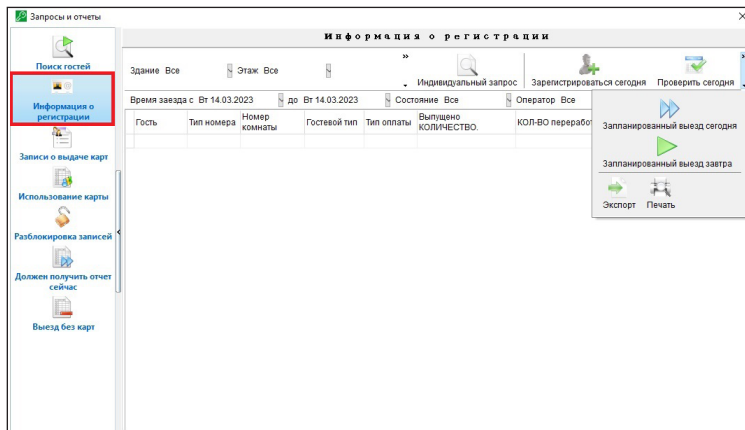 Запросы и отчеты
Информация о регистрации
Поиск гостей
Информация о
регистрации
Записи о выдаче карт
Использование карты
Разблокировка записей
Должен получить отчет
сейчас
Выезд без карт
Здание Все Этаж Все
Индивидуальный запрос Зарегистрироваться сегодня Проверить сегодня
Время заезда с Вт 14.03.2023 до Вт 14.03.2023 Состояние Все Оператор Все
Гость Тип номера Номер комнаты Гостевой тип Тип оплаты Выпущено КОЛИЧЕСТВО. КОЛ-ВО перерабо
Запланированный выезд сегодня
Запланированный выезд завтра
Экспорт Печать